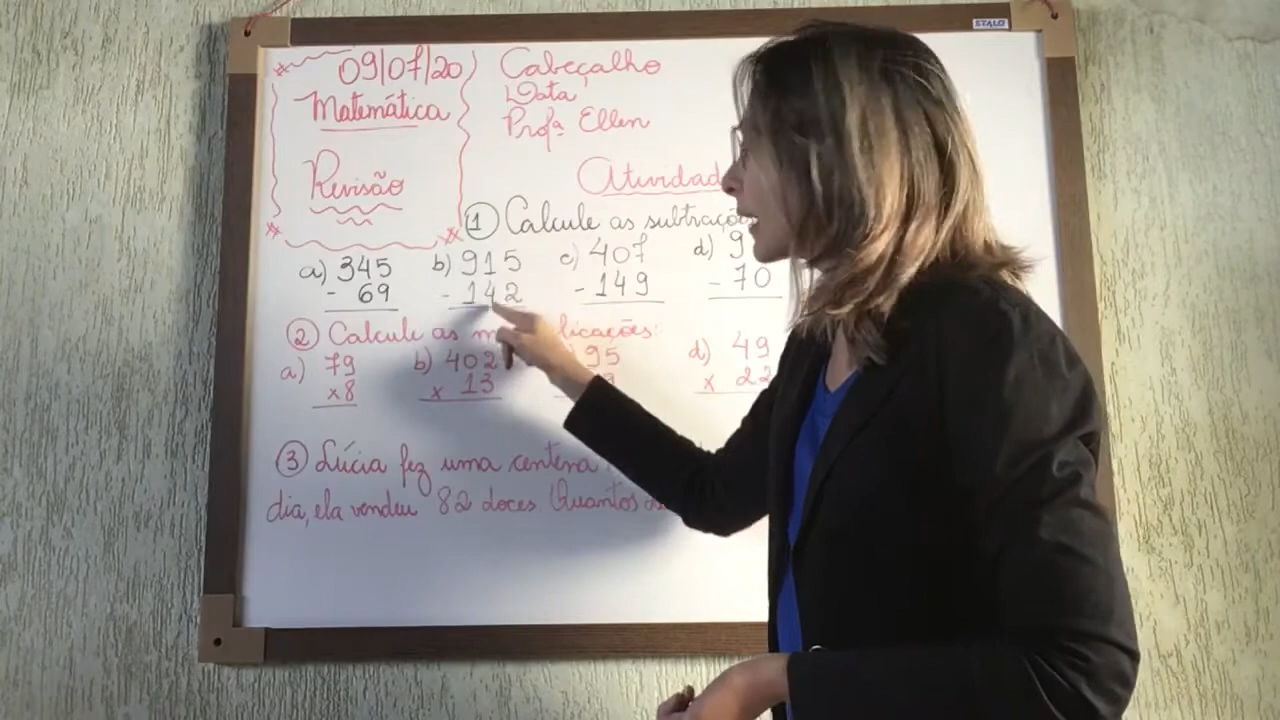 STALO
09/07/20
Matemática
Revisão
Cabeçalho
Data
Profª Ellen
Atividad
1 Calcule as subtraçõe
a) 345 b) 915 c) 407 d) 9
- 69 - 142 - 149 - 70
2 Calcule as m licações:
a) 79 b) 402 95 d) 49
x8 x 13 x 22
3 Lúcia fez uma centena
dia, ela vendeu 82 doces Quantos